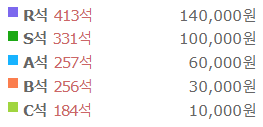 R석 413석 140,000원
S석 331석 100,000원
A석 257석 60,000원
B석 256석 30,000원
C석 184석 10,000원